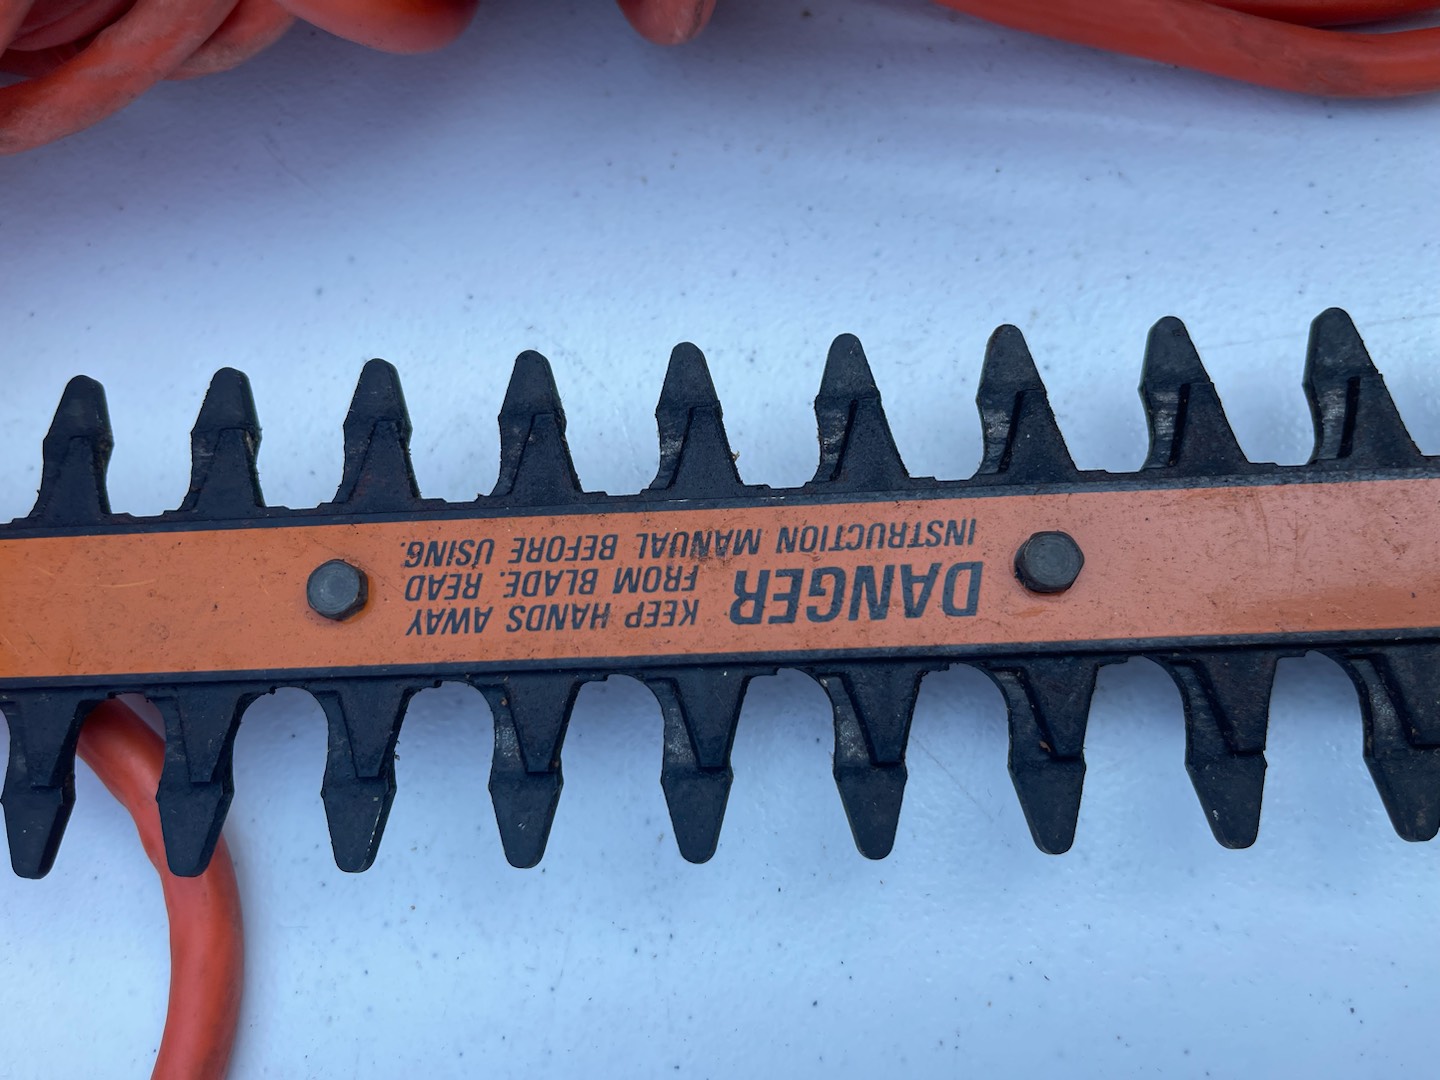 DANGER
KEEP HANDS AWAY
FROM BLADE. READ
INSTRUCTION MANUAL BEFORE USING.